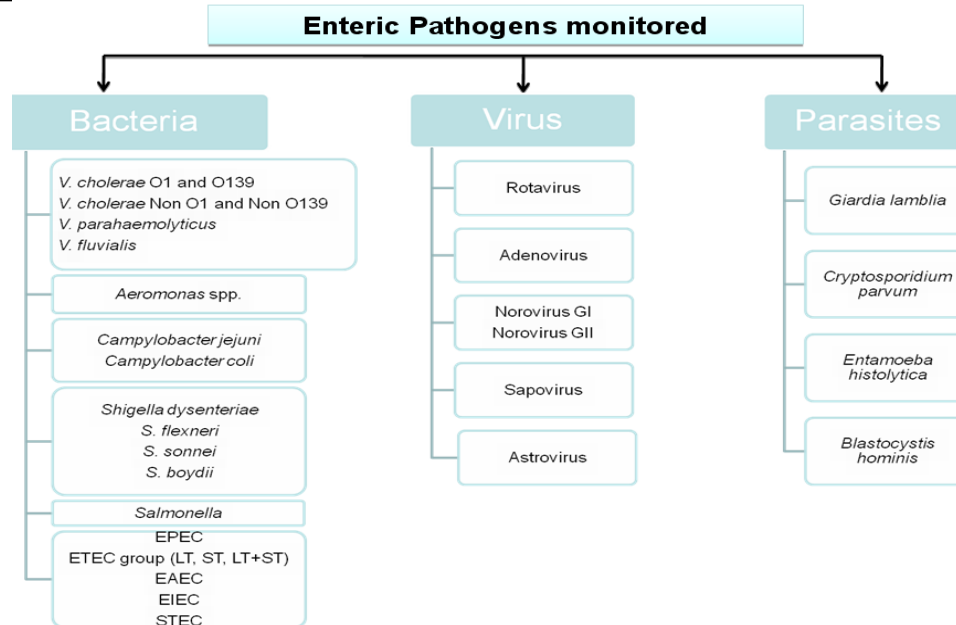 Enteric Pathogens monitored
Bacteria
V. cholerae O1 and O139
V. cholerae Non O1 and Non O139
V. parahaemolyticus
V. fluvialis
Aeromonas spp.
Campylobacter jejuni
Campylobacter coli
Shigella dysenteriae
S. flexneri
S. sonnei
S. boydii
Salmonella
EPEC
ETEC group (LT, ST, LT+ST)
EAEC
EIEC
STEC
Virus
Rotavirus
Adenovirus
Norovirus GI
Norovirus GII
Sapovirus
Astrovirus
Parasites
Giardia lamblia
Cryptosporidium
parvum
Entamoeba
histolytica
Blastocystis
hominis